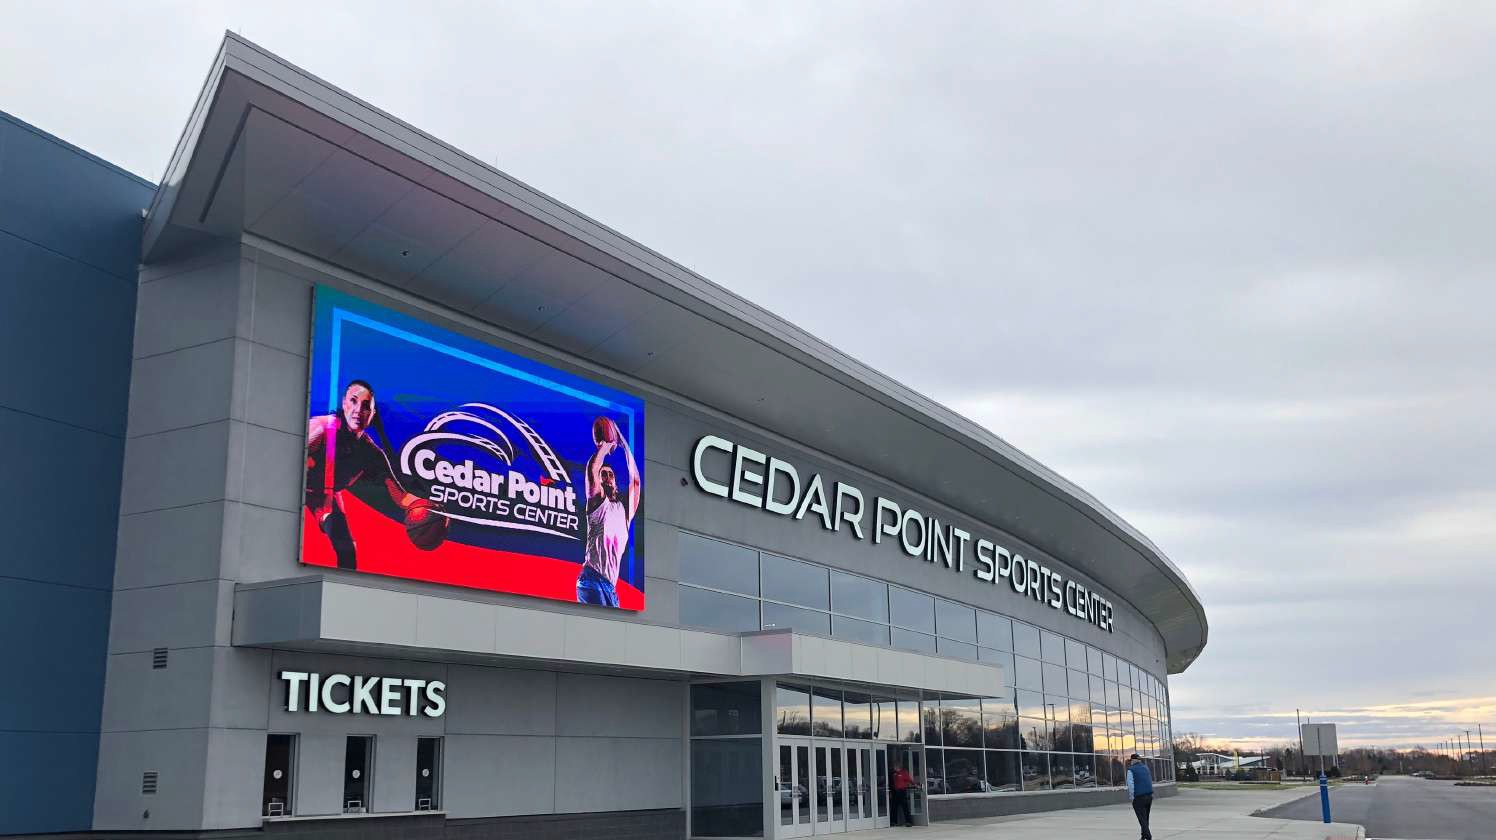 Cedar Point
SPORTS CENTER
CEDAR POINT SPORTS CENTER
TICKETS